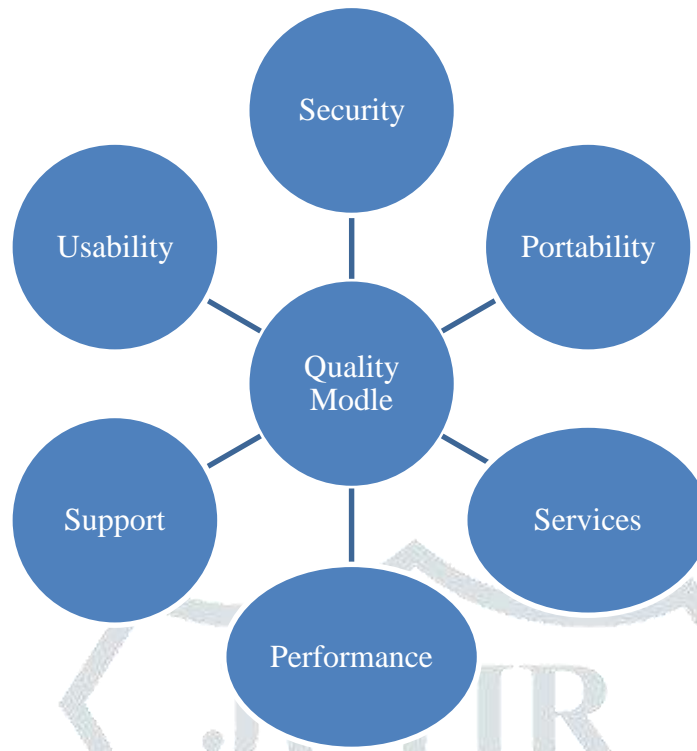 Security
Usability
Portability
Quality
Modle
Support
Services
Performance